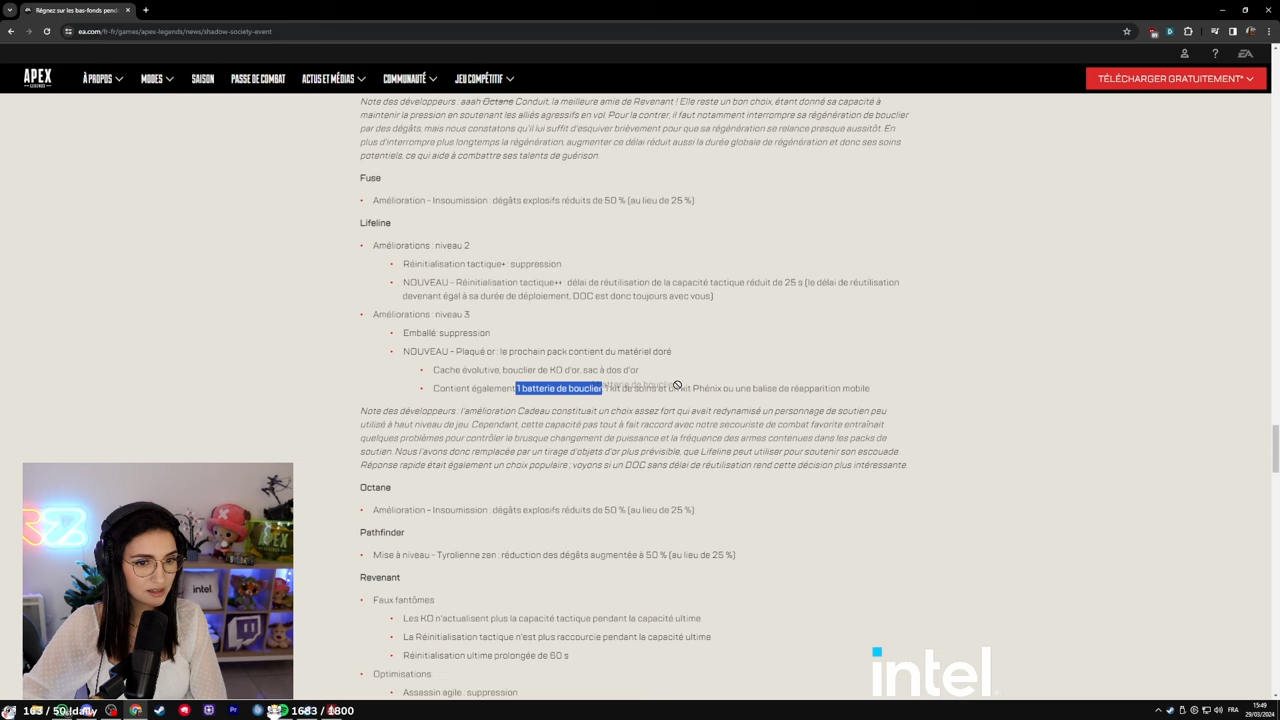 Régnez sur les bas-fonds pend
ea.com/fr-fr/games/apex-legends/news/shadow-society-event
EA
APEX
LEGENDS
À PROPOS
MODES
SAISON
PASSE DE COMBAT
ACTUS ET MÉDIAS
COMMUNAUTÉ
JEU COMPÉTITIF
TÉLÉCHARGER GRATUITEMENT*
Note des développeurs : aaah Octane Conduit, la meilleure amie de Revenant ! Elle reste un bon choix, étant donné sa capacité à
maintenir la pression en soutenant les alliés agressifs en vol. Pour la contrer, il faut notamment interrompre sa régénération de bouclier
par des dégâts, mais nous constatons qu'il lui suffit d'esquiver brièvement pour que sa régénération se relance presque aussitôt. En
plus d'interrompre plus longtemps la régénération, augmenter ce délai réduit aussi la durée globale de régénération et donc ses soins
potentiels, ce qui aide à combattre ses talents de guérison.
Fuse
• Amélioration – Insoumission : dégâts explosifs réduits de 50 % (au lieu de 25 %)
Lifeline
• Améliorations : niveau 2
• Réinitialisation tactique+ : suppression
• NOUVEAU – Réinitialisation tactique++ : délai de réutilisation de la capacité tactique réduit de 25 s (le délai de réutilisation
devenant égal à sa durée de déploiement, DOC est donc toujours avec vous)
• Améliorations : niveau 3
• Emballé: suppression
• NOUVEAU – Plaqué or : le prochain pack contient du matériel doré
• Cache évolutive, bouclier de KO d'or, sac à dos d'or
• Contient également 1 batterie de bouclier, 1 kit de soins et un kit Phénix ou une balise de réapparition mobile
Note des développeurs : l'amélioration Cadeau constituait un choix assez fort qui avait redynamisé un personnage de soutien peu
utilisé à haut niveau de jeu. Cependant, cette capacité pas tout à fait raccord avec notre secouriste de combat favorite entraînait
quelques problèmes pour contrôler le brusque changement de puissance et la fréquence des armes contenues dans les packs de
soutien. Nous l'avons donc remplacée par un tirage d'objets d'or plus prévisible, que Lifeline peut utiliser pour soutenir son escouade.
Réponse rapide était également un choix populaire ; voyons si un DOC sans délai de réutilisation rend cette décision plus intéressante.
Octane
• Amélioration – Insoumission : dégâts explosifs réduits de 50 % (au lieu de 25 %)
Pathfinder
• Mise à niveau – Tyrolienne zen : réduction des dégâts augmentée à 50 % (au lieu de 25 %)
Revenant
• Faux fantômes
• Les KO n'actualisent plus la capacité tactique pendant la capacité ultime
• La Réinitialisation tactique n'est plus raccourcie pendant la capacité ultime
• Réinitialisation ultime prolongée de 60 s
• Optimisations
• Assassin agile : suppression
intel
intel
163 / 50 daily
1683 / 1800
FRA
15:49
29/03/2024